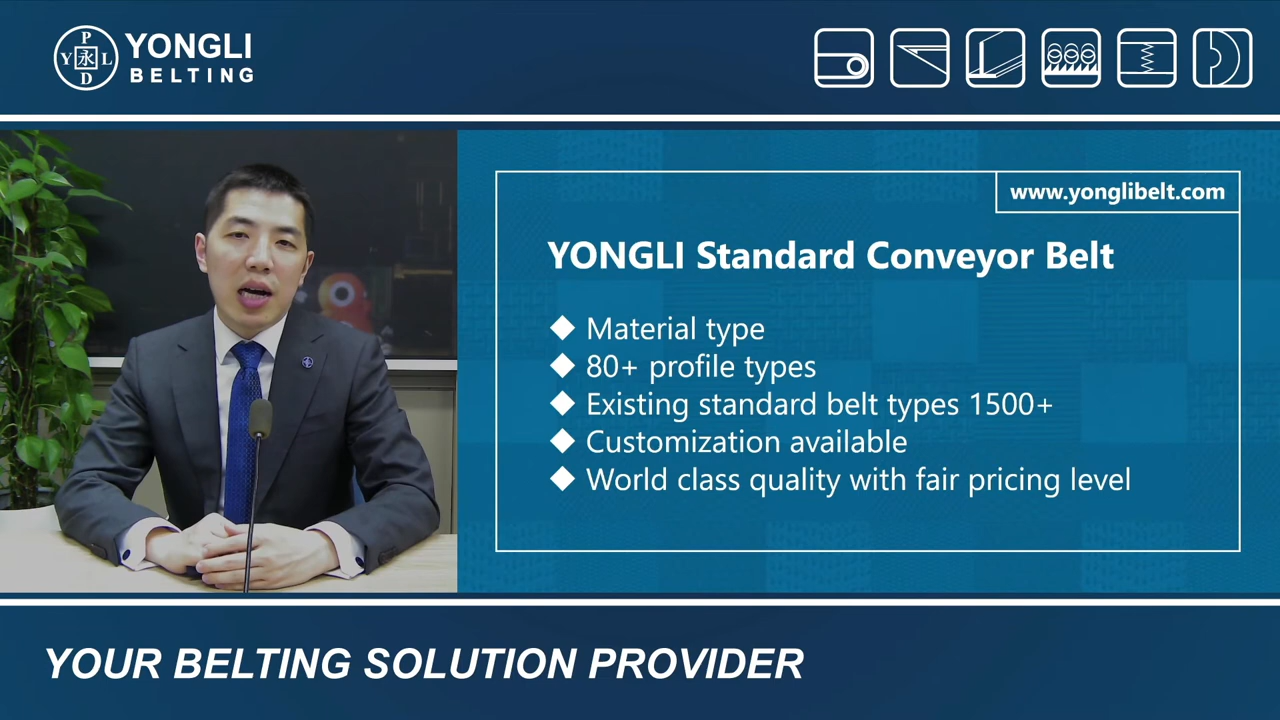 P
Y 永 L
D
YONGLI
BELTING
www.yonglibelt.com
YONGLI Standard Conveyor Belt
◆ Material type
◆ 80+ profile types
◆ Existing standard belt types 1500+
◆ Customization available
◆ World class quality with fair pricing level
YOUR BELTING SOLUTION PROVIDER